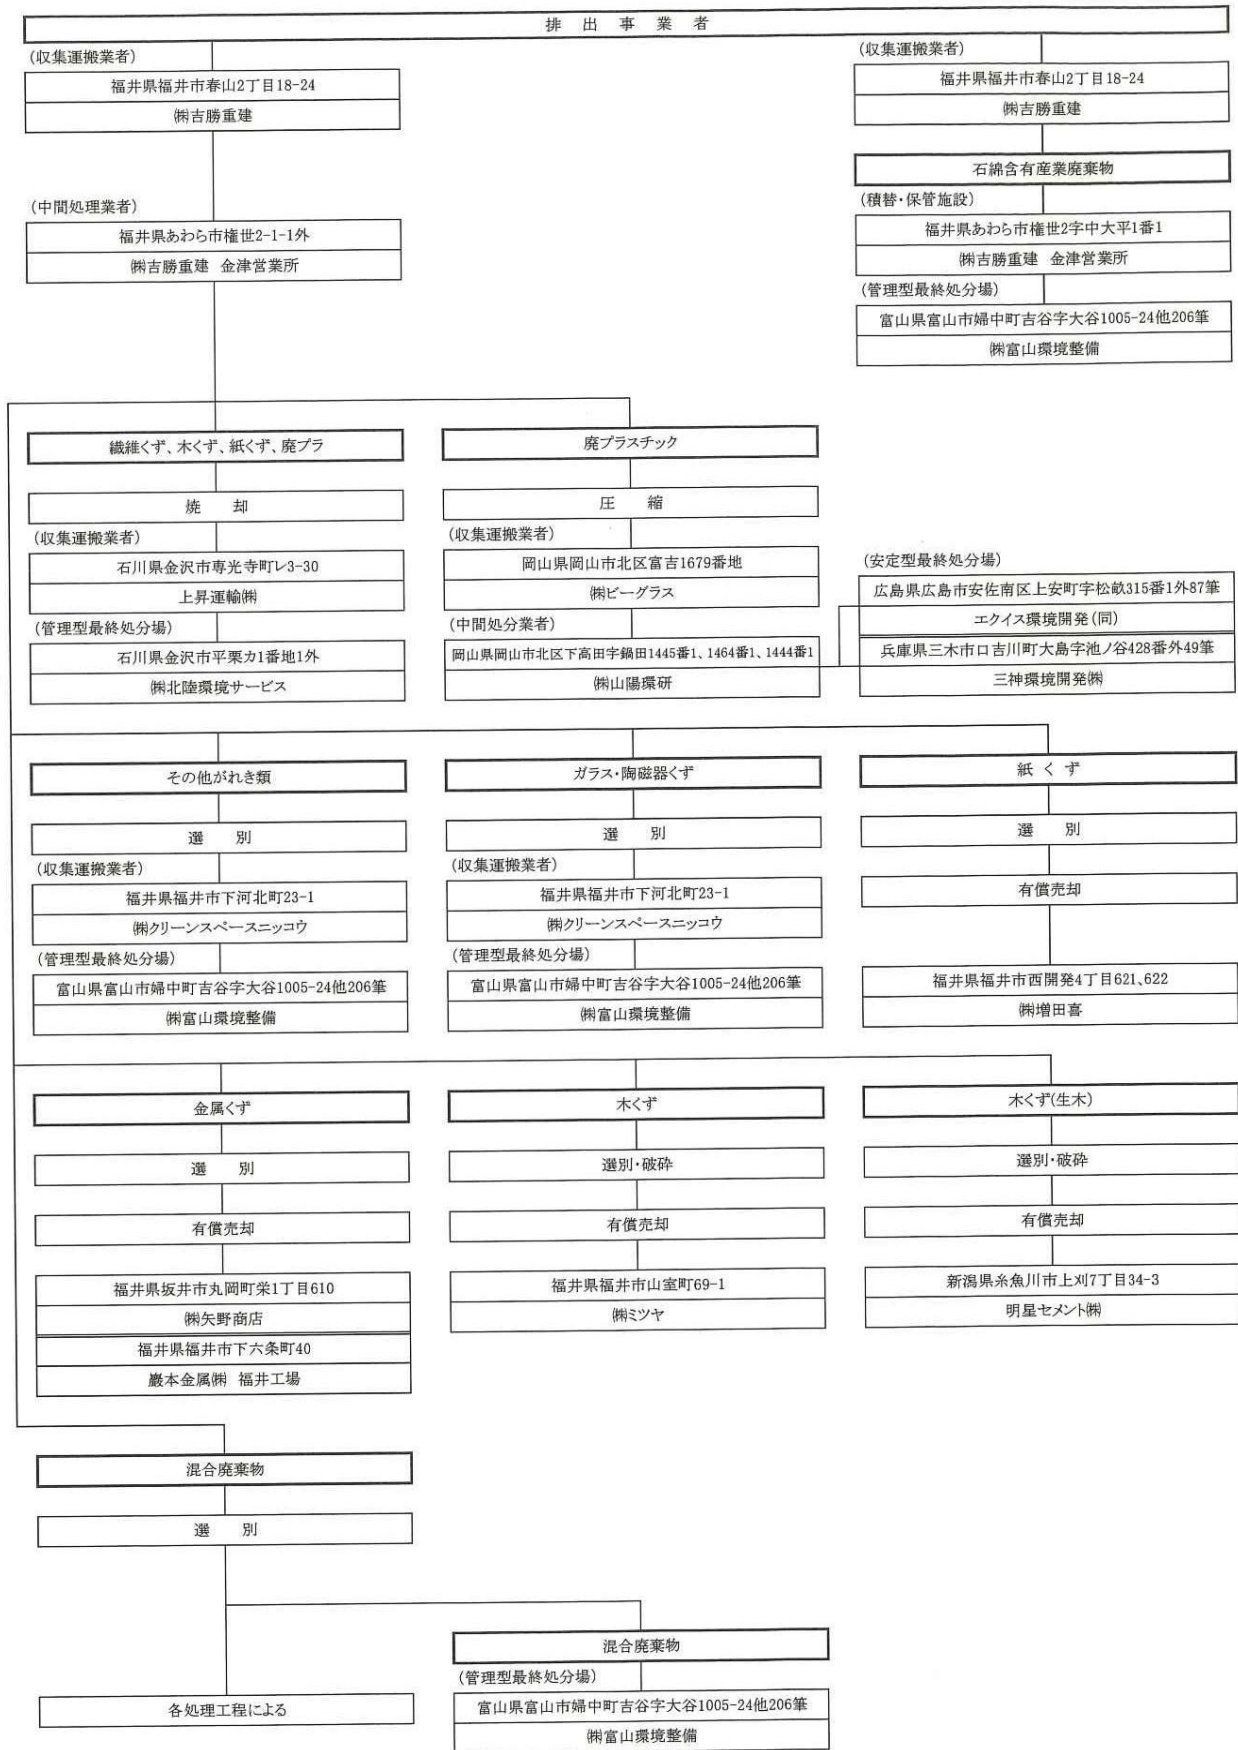 排出事業者
(収集運搬業者)
福井県福井市春山2丁目18-24
㈱吉勝重建
(中間処理業者)
福井県あわら市権世2-1-1外
㈱吉勝重建 金津営業所
(収集運搬業者)
福井県福井市春山2丁目18-24
㈱吉勝重建
石綿含有産業廃棄物
(積替・保管施設)
福井県あわら市権世2字中大平1番1
㈱吉勝重建 金津営業所
(管理型最終処分場)
富山県富山市婦中町吉谷字大谷1005-24他206筆
㈱富山環境整備
繊維くず、木くず、紙くず、廃プラ
焼却
(収集運搬業者)
石川県金沢市専光寺町レ3-30
上昇運輸㈱
(管理型最終処分場)
石川県金沢市平栗カ1番地1外
㈱北陸環境サービス
廃プラスチック
圧縮
(収集運搬業者)
岡山県岡山市北区富吉1679番地
㈱ビーグラス
(中間処分業者)
岡山県岡山市北区下高田字鍋田1445番1、1464番1、1444番1
㈱山陽環研
(安定型最終処分場)
広島県広島市安佐南区上安町字松畝315番1外87筆
エクイス環境開発(同)
兵庫県三木市口吉川町大島字池ノ谷428番外49筆
三神環境開発㈱
その他がれき類
選別
(収集運搬業者)
福井県福井市下河北町23-1
㈱クリーンスペースニッコウ
(管理型最終処分場)
富山県富山市婦中町吉谷字大谷1005-24他206筆
㈱富山環境整備
ガラス・陶磁器くず
選別
(収集運搬業者)
福井県福井市下河北町23-1
㈱クリーンスペースニッコウ
(管理型最終処分場)
富山県富山市婦中町吉谷字大谷1005-24他206筆
㈱富山環境整備
紙くず
選別
有償売却
福井県福井市西開発4丁目621、622
㈱増田喜
金属くず
選別
有償売却
福井県坂井市丸岡町栄1丁目610
㈱矢野商店
福井県福井市下六条町40
巖本金属㈱ 福井工場
木くず
選別・破砕
有償売却
福井県福井市山室町69-1
㈱ミツヤ
木くず(生木)
選別・破砕
有償売却
新潟県糸魚川市上刈7丁目34-3
明星セメント㈱
混合廃棄物
選別
各処理工程による
混合廃棄物
(管理型最終処分場)
富山県富山市婦中町吉谷字大谷1005-24他206筆
㈱富山環境整備